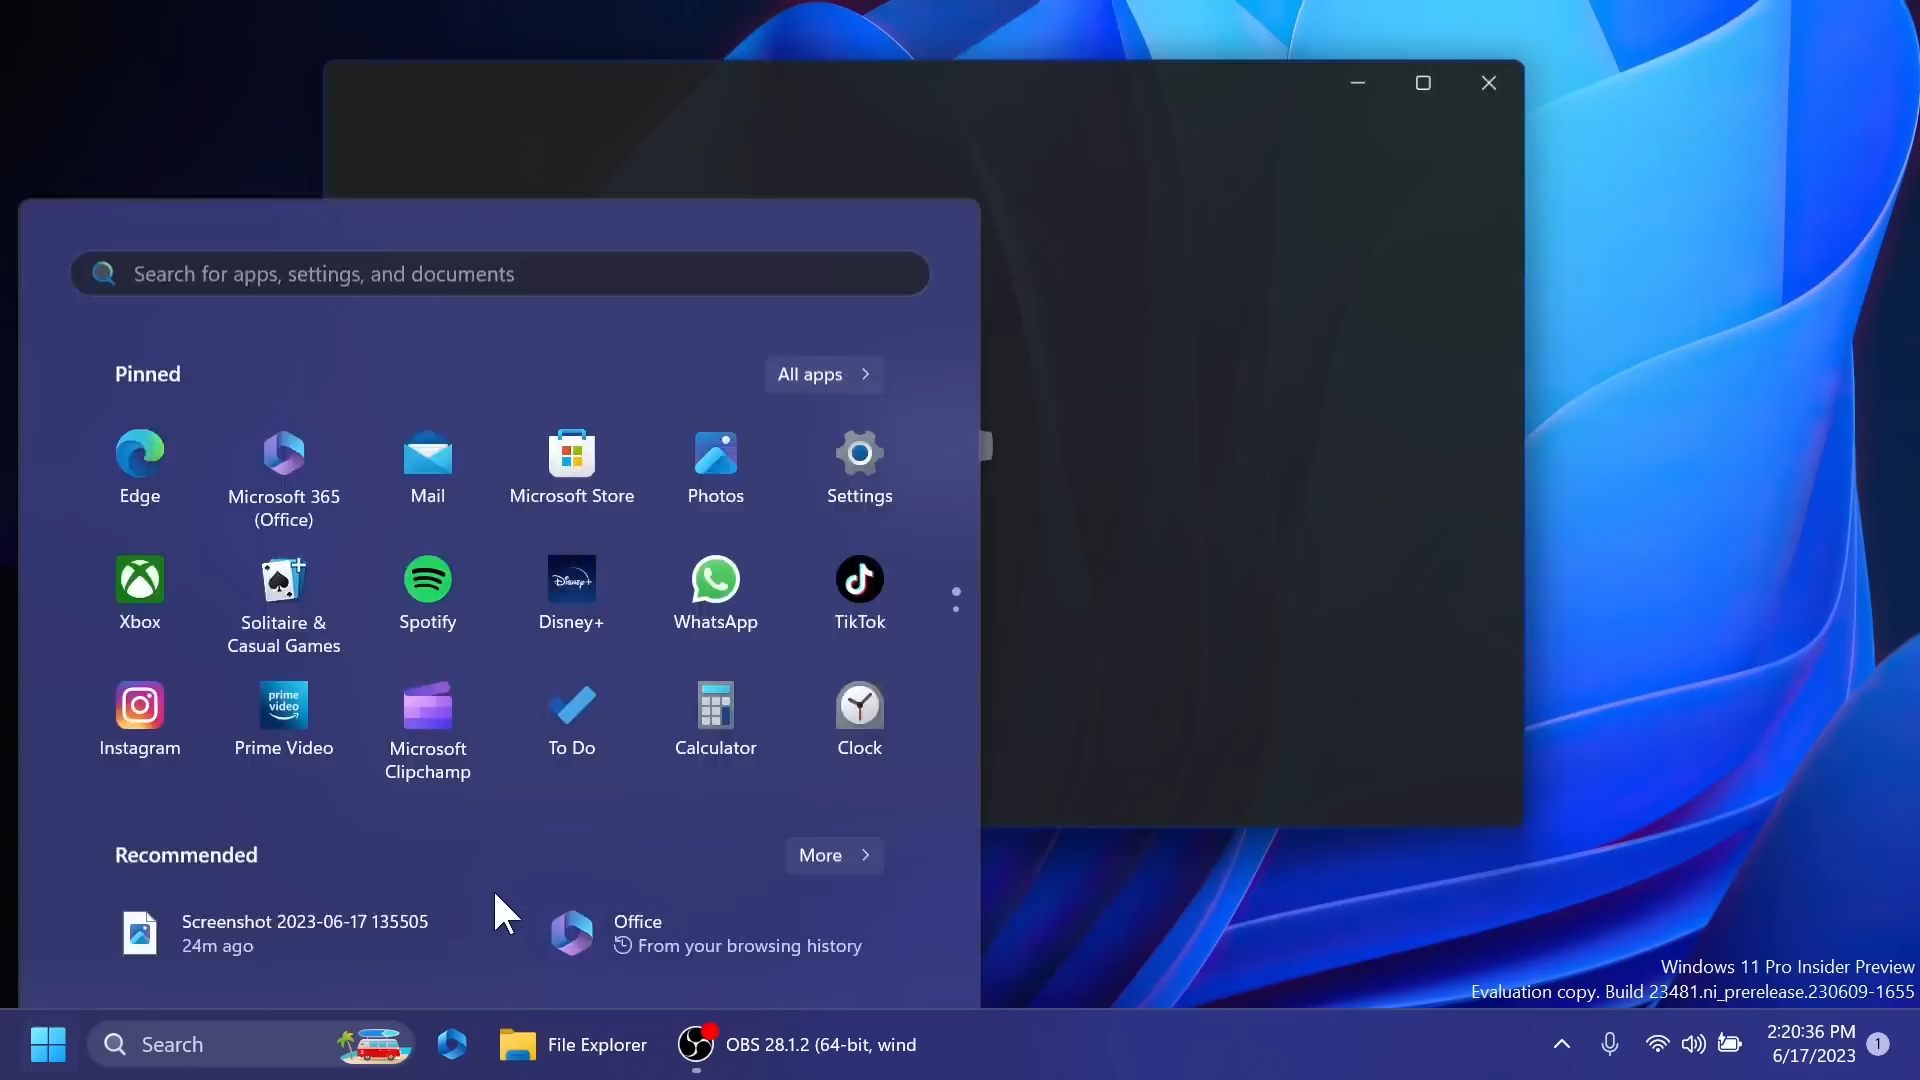 Search for apps, settings, and documents
Pinned
All apps
Edge
Microsoft 365
(Office)
Mail
Microsoft Store
Photos
Settings
Xbox
Solitaire &
Casual Games
Spotify
Disney+
Disney+
WhatsApp
TikTok
prime
video
Instagram
Prime Video
Microsoft
Clipchamp
To Do
Calculator
Clock
Recommended
More
Screenshot 2023-06-17 135505
24m ago
Office
From your browsing history
Windows 11 Pro Insider Preview
Evaluation copy. Build 23481.ni_prerelease.230609-1655
Search
File Explorer
OBS 28.1.2 (64-bit, wind
2:20:36 PM
6/17/2023
1